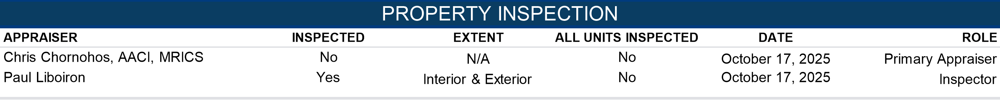 PROPERTY INSPECTION
APPRAISER INSPECTED EXTENT ALL UNITS INSPECTED DATE ROLE
Chris Chornohos, AACI, MRICS No N/A No October 17, 2025 Primary Appraiser
Paul Liboiron Yes Interior & Exterior No October 17, 2025 Inspector